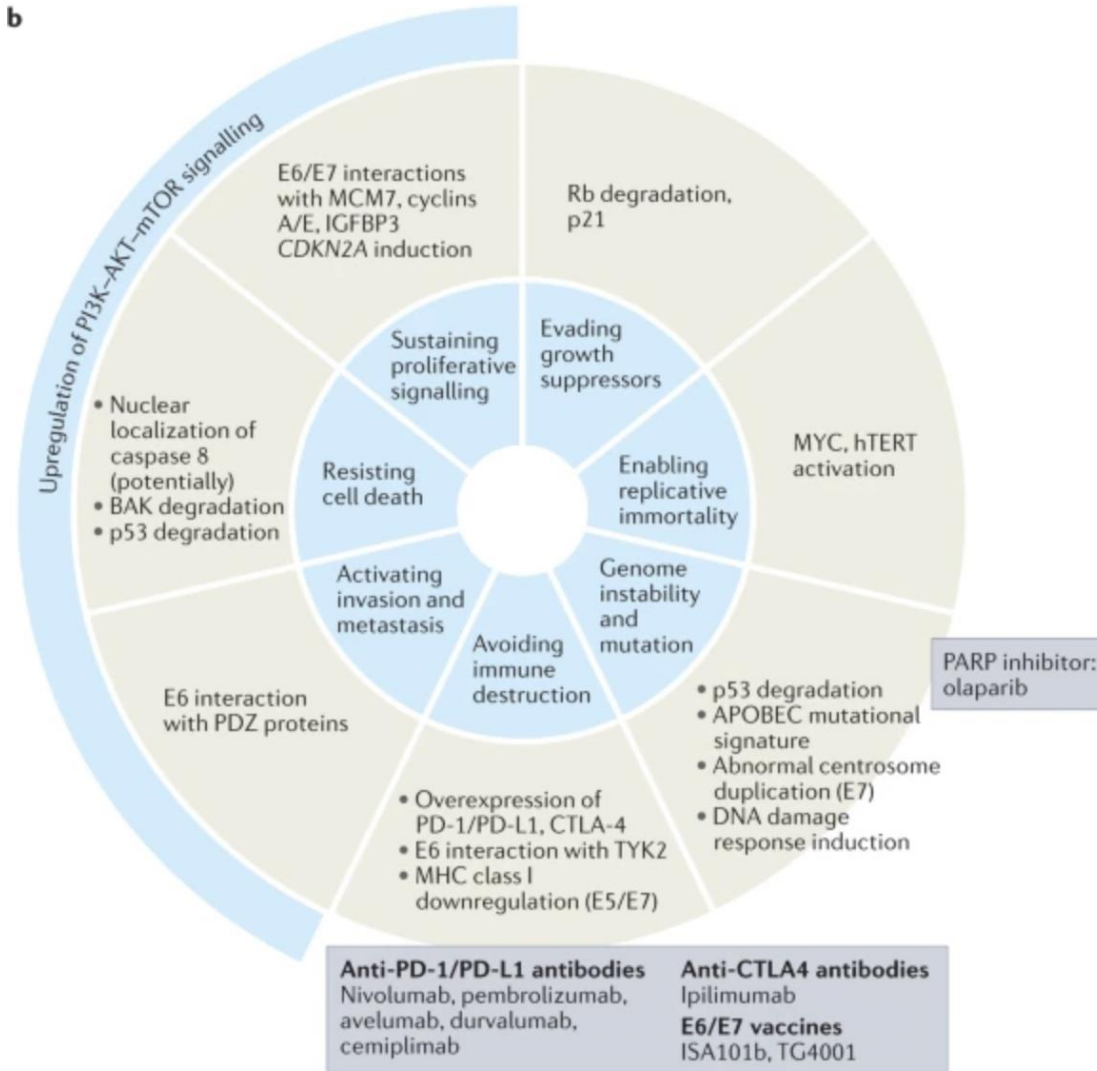 b
Upregulation of PI3K–AKT–mTOR signalling
E6/E7 interactions
with MCM7, cyclins
A/E, IGFBP3
CDKN2A induction
Rb degradation,
p21
Sustaining
proliferative
signalling
Evading
growth
suppressors
• Nuclear
localization of
caspase 8
(potentially)
• BAK degradation
• p53 degradation
Resisting
cell death
Enabling
replicative
immortality
MYC, hTERT
activation
Activating
invasion and
metastasis
Avoiding
immune
destruction
Genome
instability
and
mutation
E6 interaction
with PDZ proteins
• Overexpression of
PD-1/PD-L1, CTLA-4
• E6 interaction with TYK2
• MHC class I
downregulation (E5/E7)
• p53 degradation
• APOBEC mutational
signature
• Abnormal centrosome
duplication (E7)
• DNA damage
response induction
PARP inhibitor:
olaparib
Anti-PD-1/PD-L1 antibodies
Nivolumab, pembrolizumab,
avelumab, durvalumab,
cemiplimab
Anti-CTLA4 antibodies
Ipilimumab
E6/E7 vaccines
ISA101b, TG4001